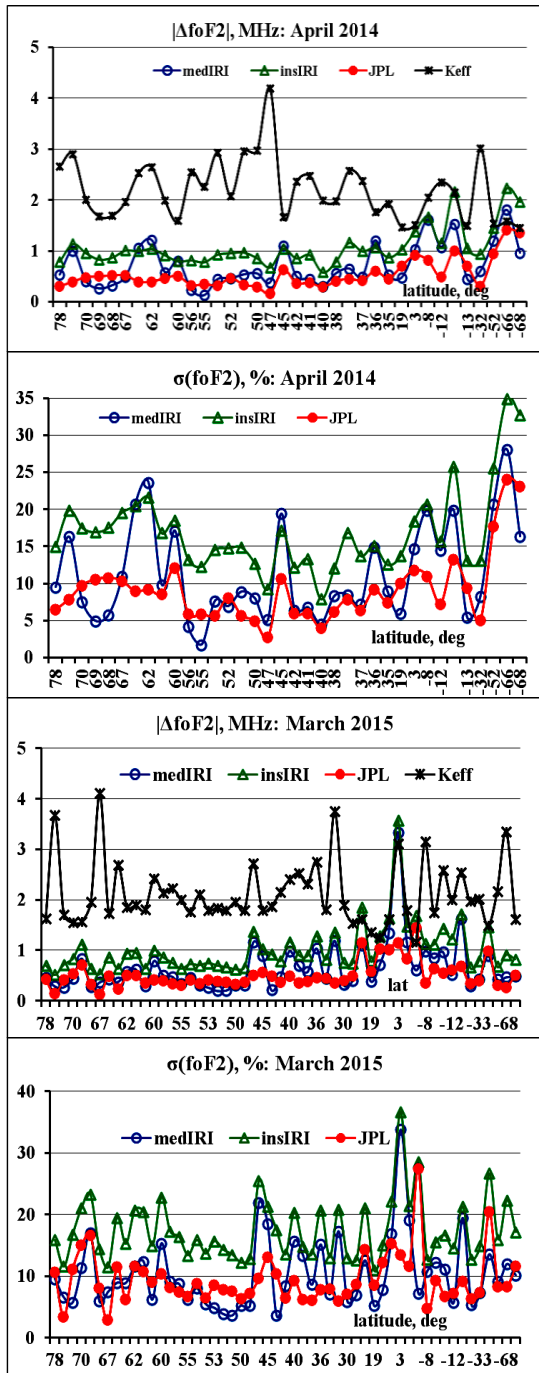 |ΔfoF2|, MHz: April 2014
5
medIRI insIRI JPL Keff
4
3
2
1
latitude, deg
0
78 70 69 68 67 62 60 56 55 52 50 47 45 42 41 40 38 37 36 35 19 3 -8 -12 -13 -32 -52 -66 -68
σ(foF2), %: April 2014
35
medIRI insIRI JPL
30
25
20
15
10
5
latitude, deg
0
78 70 69 68 67 62 60 56 55 52 50 47 45 42 41 40 38 37 36 35 19 3 8 -12 -13 -32 -52 -66 -68
|ΔfoF2|, MHz: March 2015
5
medIRI insIRI JPL Keff
4
3
2
1
lat
0
78 70 67 62 55 53 50 45 40 36 30 19 3 -8 -12 -33 -68
σ(foF2), %: March 2015
40
medIRI insIRI JPL
30
20
10
latitude, deg
0
78 70 67 60 55 53 50 45 40 36 30 19 3 -8 -12 -33 -68